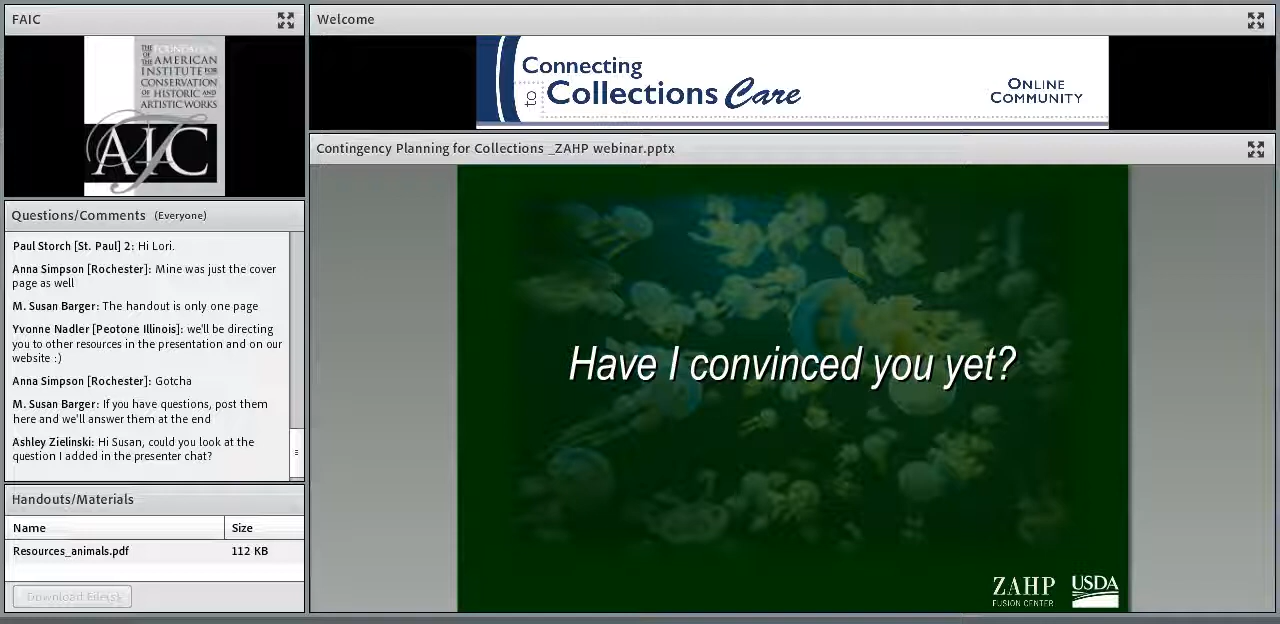 FAIC
THE FOUNDATION
OF THE AMERICAN
INSTITUTE FOR
CONSERVATION
OF HISTORIC AND
ARTISTIC WORKS
AIC
Questions/Comments (Everyone)
Paul Storch [St. Paul] 2: Hi Lori.
Anna Simpson [Rochester]: Mine was just the cover
page as well
M. Susan Barger: The handout is only one page
Yvonne Nadler [Peotone Illinois]: we'll be directing
you to other resources in the presentation and on our
website :)
Anna Simpson [Rochester]: Gotcha
M. Susan Barger: If you have questions, post them
here and we'll answer them at the end
Ashley Zielinski: Hi Susan, could you look at the
question I added in the presenter chat?
Handouts/Materials
Name Size
Resources_animals.pdf 112 KB
Download File(s)
Welcome
Connecting
to Collections Care
ONLINE
COMMUNITY
Contingency Planning for Collections _ZAHP webinar.pptx
Have I convinced you yet?
ZAHP
FUSION CENTER
USDA